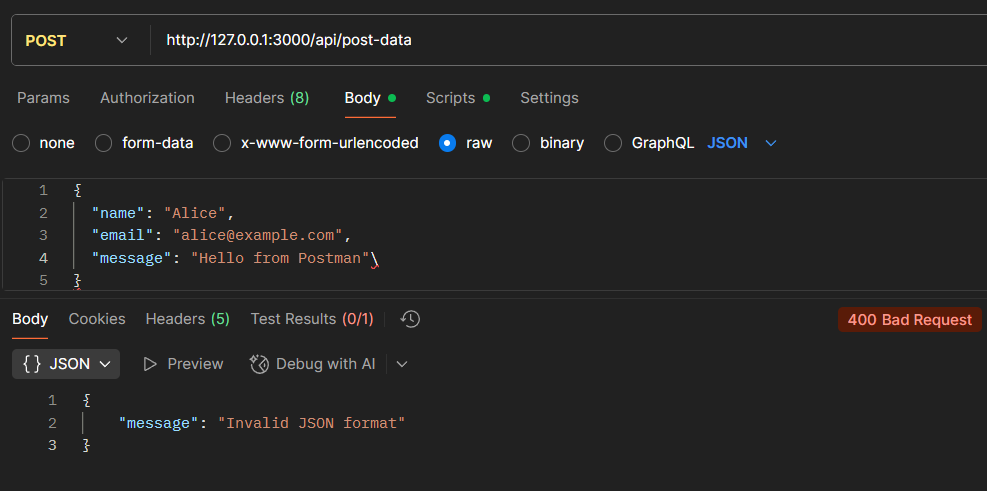 POST http://127.0.0.1:3000/api/post-data
Params Authorization Headers (8) Body Scripts Settings
none form-data x-www-form-urlencoded raw binary GraphQL JSON
1 {
2 "name": "Alice",
3 "email": "alice@example.com",
4 "message": "Hello from Postman"\
5 }
Body Cookies Headers (5) Test Results (0/1) 400 Bad Request
{} JSON Preview Debug with AI
1 {
2 "message": "Invalid JSON format"
3 }